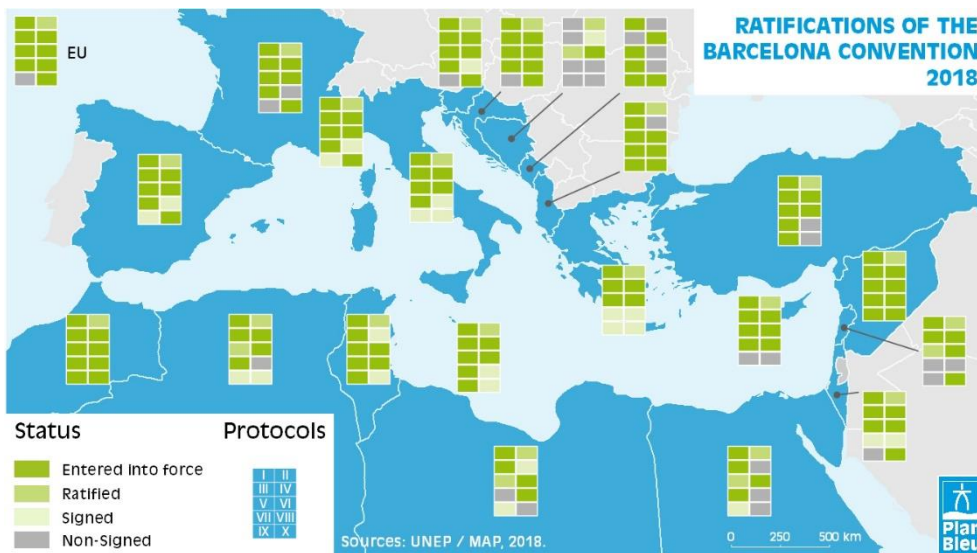 RATIFICATIONS OF THE
BARCELONA CONVENTION
2018
EU
Status
Entered into force
Ratified
Signed
Non-Signed
Protocols
I II
III IV
V VI
VII VIII
IX X
Sources: UNEP / MAP, 2018.
0 250 500 km
Plan
Bleu